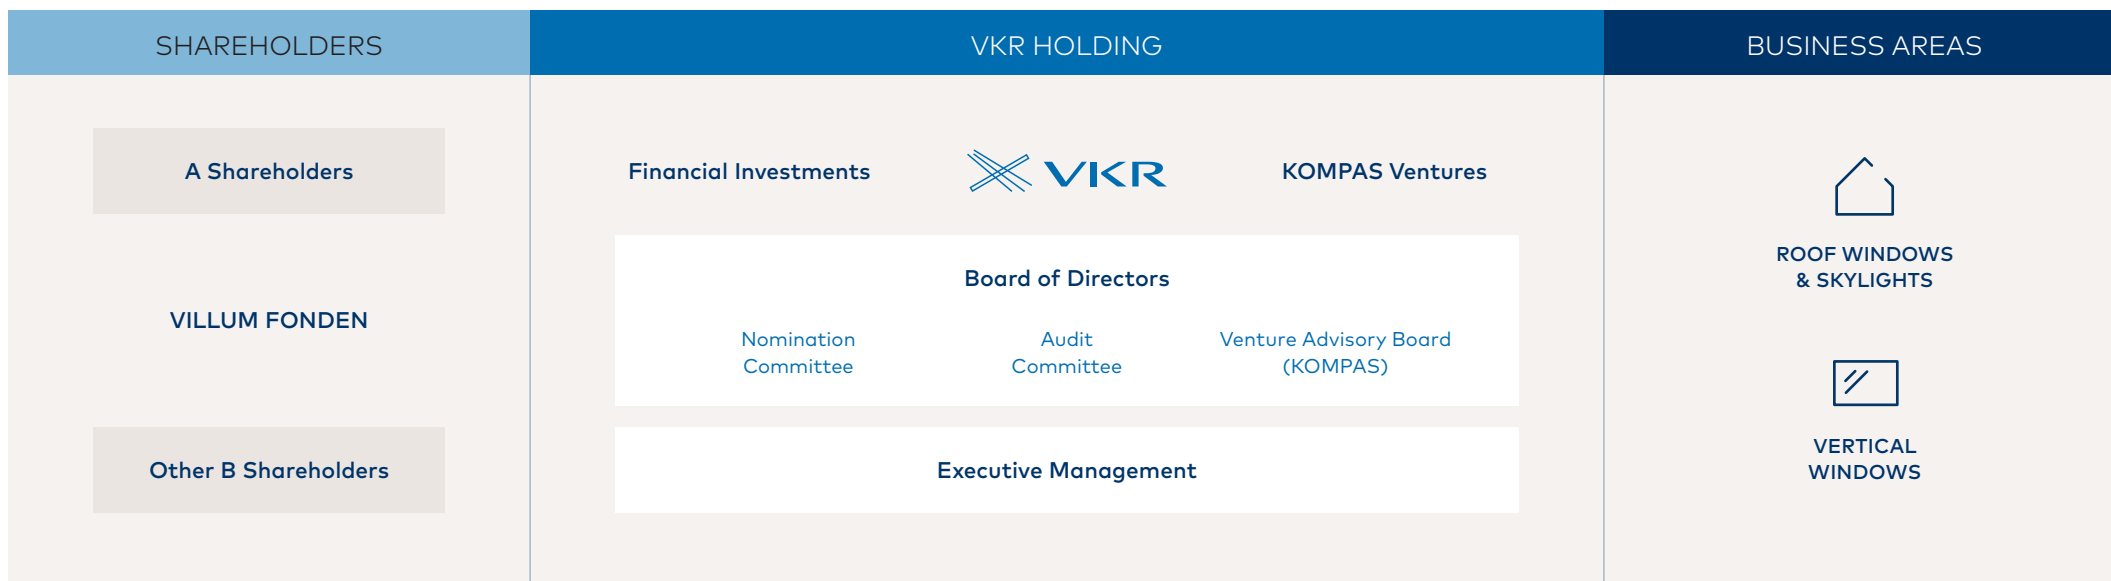 SHAREHOLDERS
VKR HOLDING
BUSINESS AREAS
A Shareholders
VILLUM FONDEN
Other B Shareholders
Financial Investments
VKR
KOMPAS Ventures
Board of Directors
Nomination
Committee
Audit
Committee
Venture Advisory Board
(KOMPAS)
Executive Management
ROOF WINDOWS
& SKYLIGHTS
VERTICAL
WINDOWS